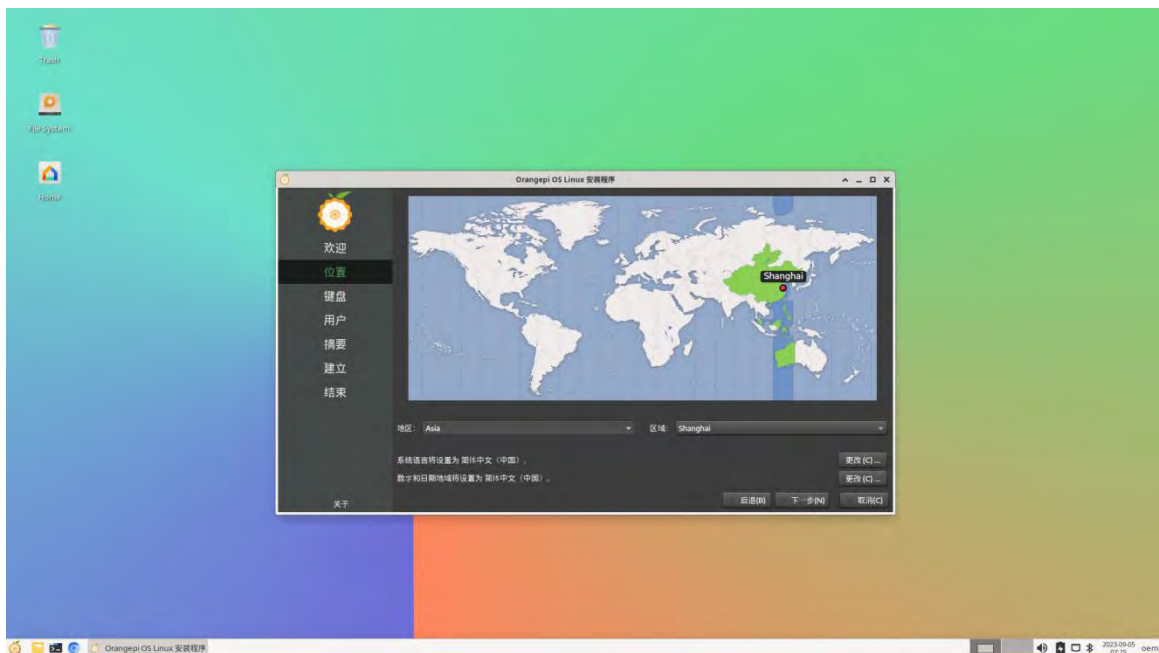 Trash
File System
Home
Orangepi OS Linux 安装程序
欢迎
位置
键盘
用户
摘要
建立
结束
关于
Shanghai
地区: Asia
区域: Shanghai
系统语言将设置为 简体中文（中国）。
更改 (C) ...
数字和日期地域将设置为 简体中文（中国）。
更改 (C) ...
后退(B)
下一步(N)
取消(C)
Orangepi OS Linux 安装程序
2023-09-05
07:25
oem